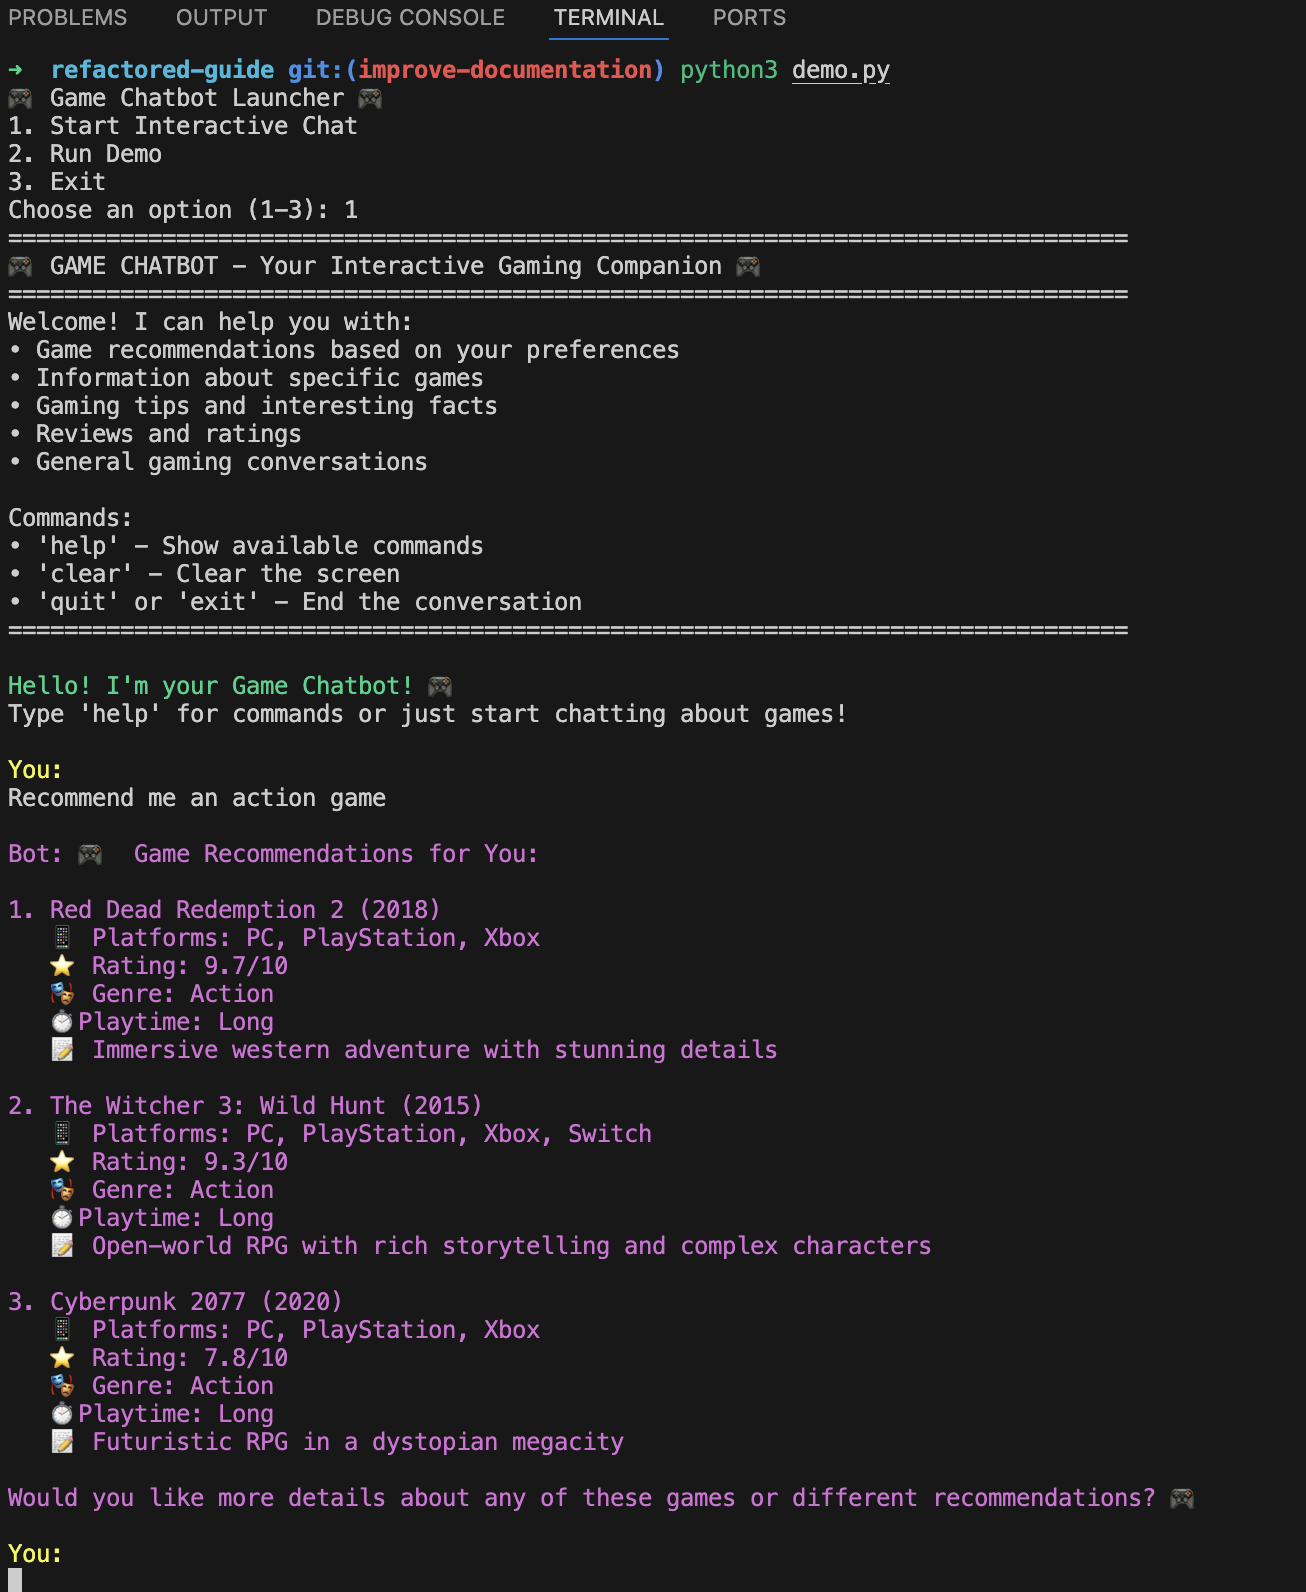 PROBLEMS OUTPUT DEBUG CONSOLE TERMINAL PORTS
➜ refactored-guide git:(improve-documentation) python3 demo.py
🎮 Game Chatbot Launcher 🎮
1. Start Interactive Chat
2. Run Demo
3. Exit
Choose an option (1-3): 1
================================================================================
🎮 GAME CHATBOT - Your Interactive Gaming Companion 🎮
================================================================================
Welcome! I can help you with:
• Game recommendations based on your preferences
• Information about specific games
• Gaming tips and interesting facts
• Reviews and ratings
• General gaming conversations
Commands:
• 'help' - Show available commands
• 'clear' - Clear the screen
• 'quit' or 'exit' - End the conversation
================================================================================
Hello! I'm your Game Chatbot! 🎮
Type 'help' for commands or just start chatting about games!
You:
Recommend me an action game
Bot: 🎮 Game Recommendations for You:
1. Red Dead Redemption 2 (2018)
📱 Platforms: PC, PlayStation, Xbox
⭐ Rating: 9.7/10
🎭 Genre: Action
⏱️Playtime: Long
📝 Immersive western adventure with stunning details
2. The Witcher 3: Wild Hunt (2015)
📱 Platforms: PC, PlayStation, Xbox, Switch
⭐ Rating: 9.3/10
🎭 Genre: Action
⏱️Playtime: Long
📝 Open-world RPG with rich storytelling and complex characters
3. Cyberpunk 2077 (2020)
📱 Platforms: PC, PlayStation, Xbox
⭐ Rating: 7.8/10
🎭 Genre: Action
⏱️Playtime: Long
📝 Futuristic RPG in a dystopian megacity
Would you like more details about any of these games or different recommendations? 🎮
You: